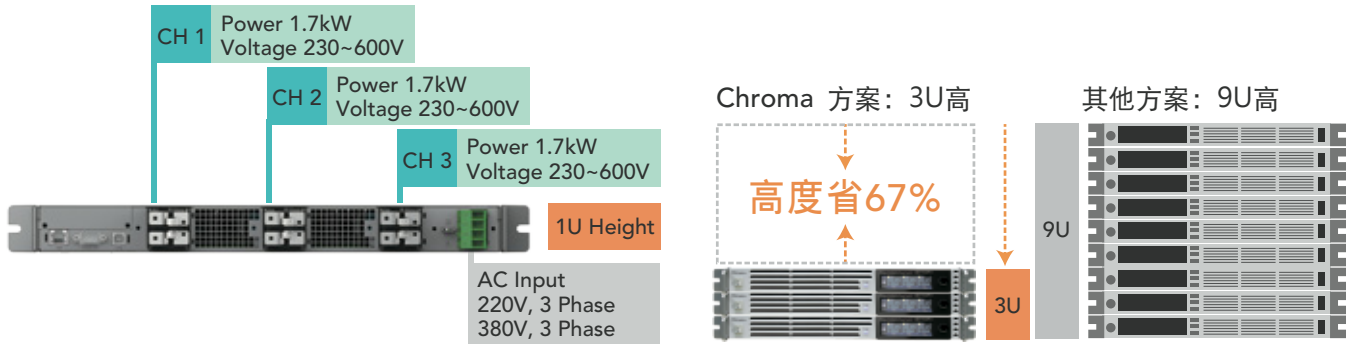 CH 1
Power 1.7kW
Voltage 230~600V
CH 2
Power 1.7kW
Voltage 230~600V
CH 3
Power 1.7kW
Voltage 230~600V
1U Height
AC Input
220V, 3 Phase
380V, 3 Phase
Chroma 方案：3U高
其他方案：9U高
高度省67%
3U
9U